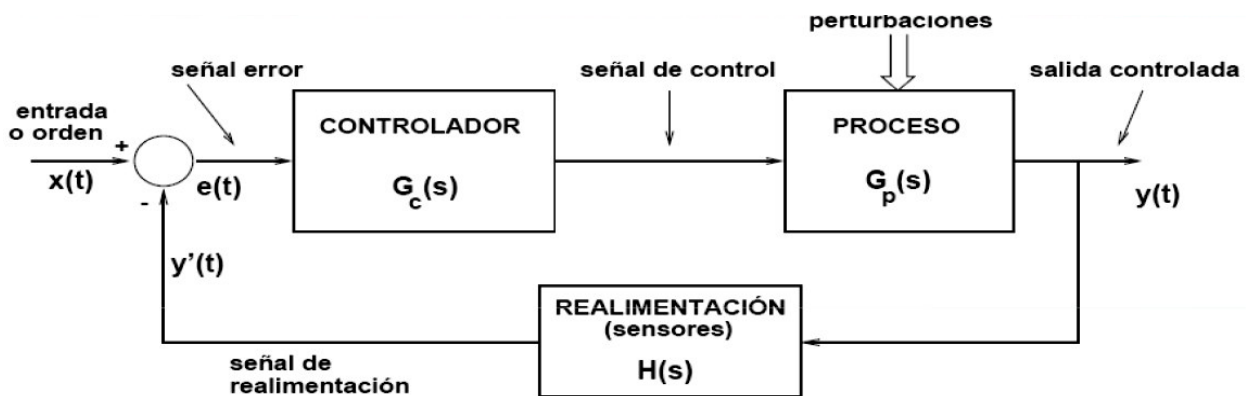 perturbaciones
señal error
señal de control
salida controlada
entrada
o orden
+
x(t)
-
e(t)
CONTROLADOR
G_c(s)
PROCESO
G_p(s)
y(t)
y'(t)
REALIMENTACIÓN
(sensores)
H(s)
señal de
realimentación